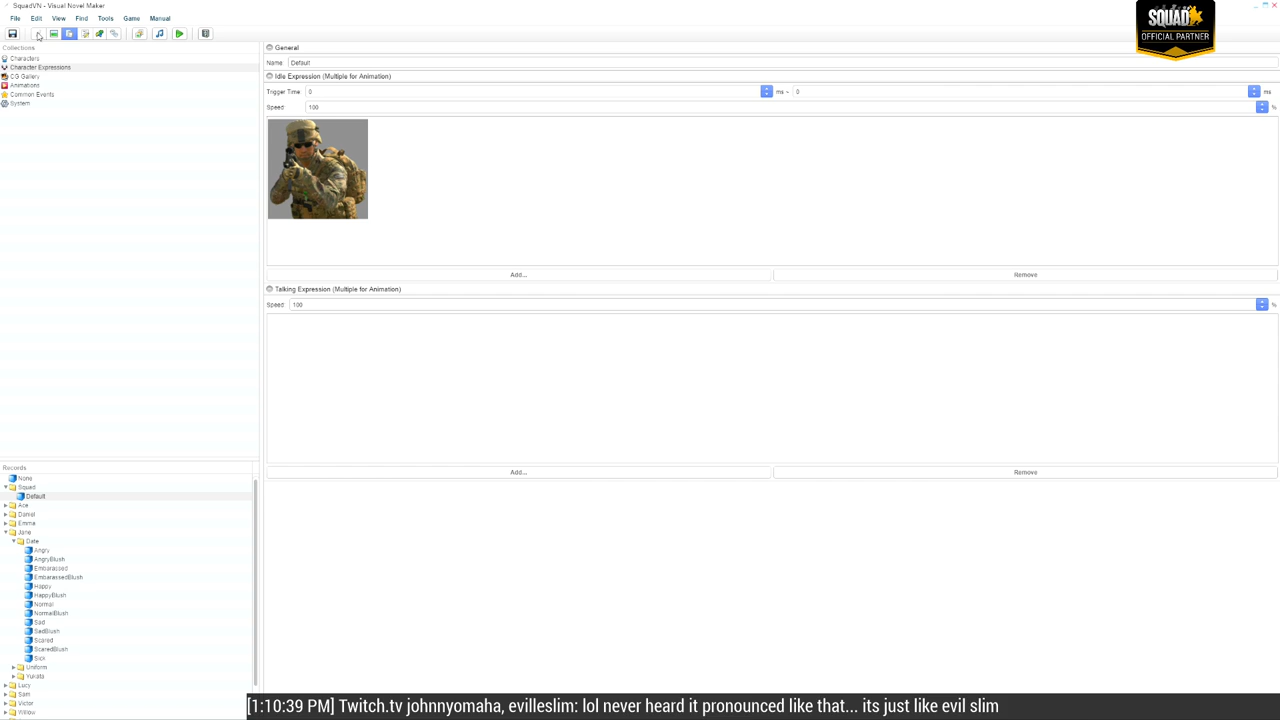 SquadVN - Visual Novel Maker
File Edit View Find Tools Game Manual
SQUAD
OFFICIAL PARTNER
Collections
Characters
Character Expressions
CG Gallery
Animations
Common Events
System
General
Name Default
Idle Expression (Multiple for Animation)
Trigger Time 0 ms - 0 ms
Speed 100 %
Add... Remove
Talking Expression (Multiple for Animation)
Speed 100 %
Add... Remove
Records
None
Squad
Default
Ace
Daniel
Emma
Jane
Date
Angry
AngryBlush
Embarassed
EmbarassedBlush
Happy
HappyBlush
Normal
NormalBlush
Sad
SadBlush
Scared
ScaredBlush
Sick
Uniform
Yukata
Lucy
Sam
Victor
Willow
[1:10:39 PM] Twitch.tv johnnyomaha, evilleslim: lol never heard it pronounced like that... its just like evil slim